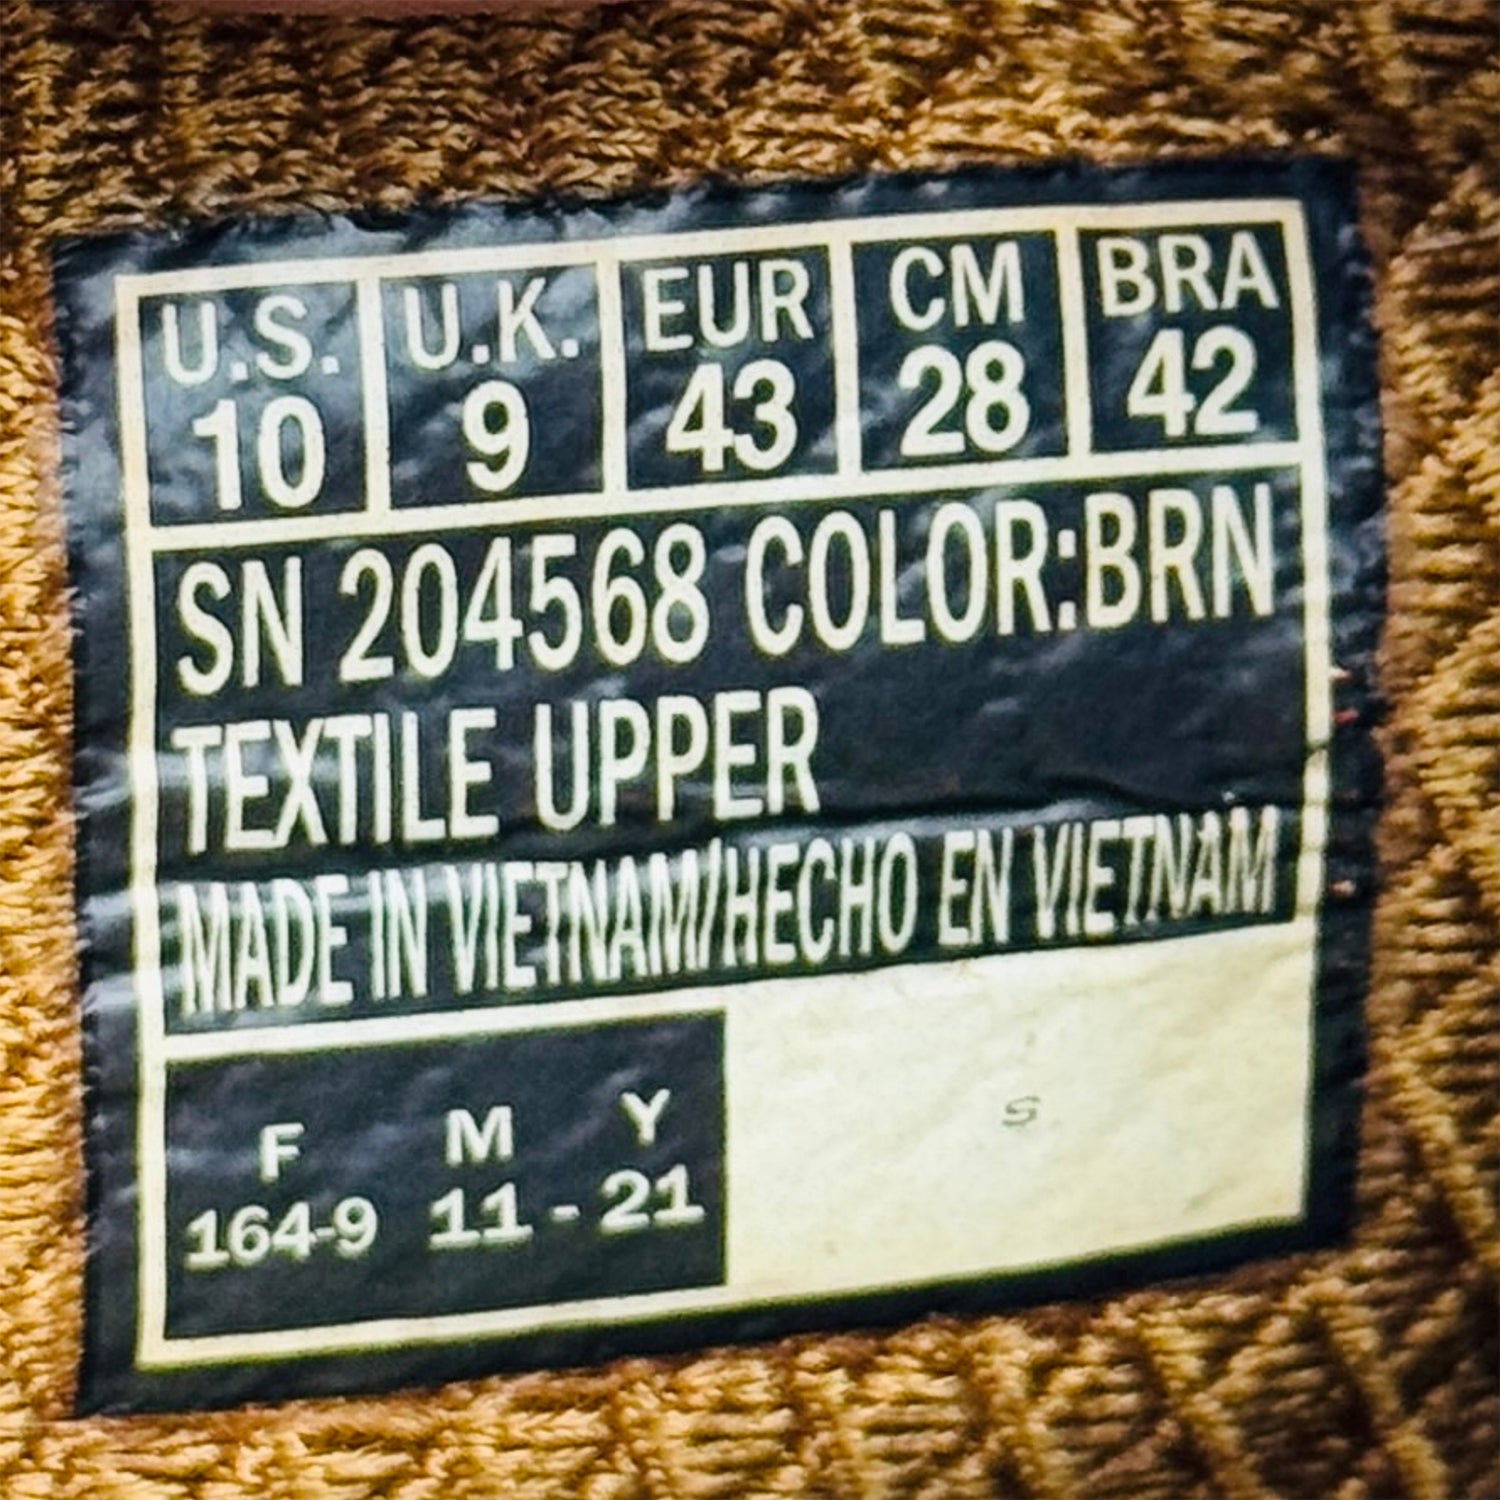 U.S. U.K. EUR CM BRA
10 9 43 28 42
SN 204568 COLOR:BRN
TEXTILE UPPER
MADE IN VIETNAM/HECHO EN VIETNAM
F M Y
164-9 11 - 21
S